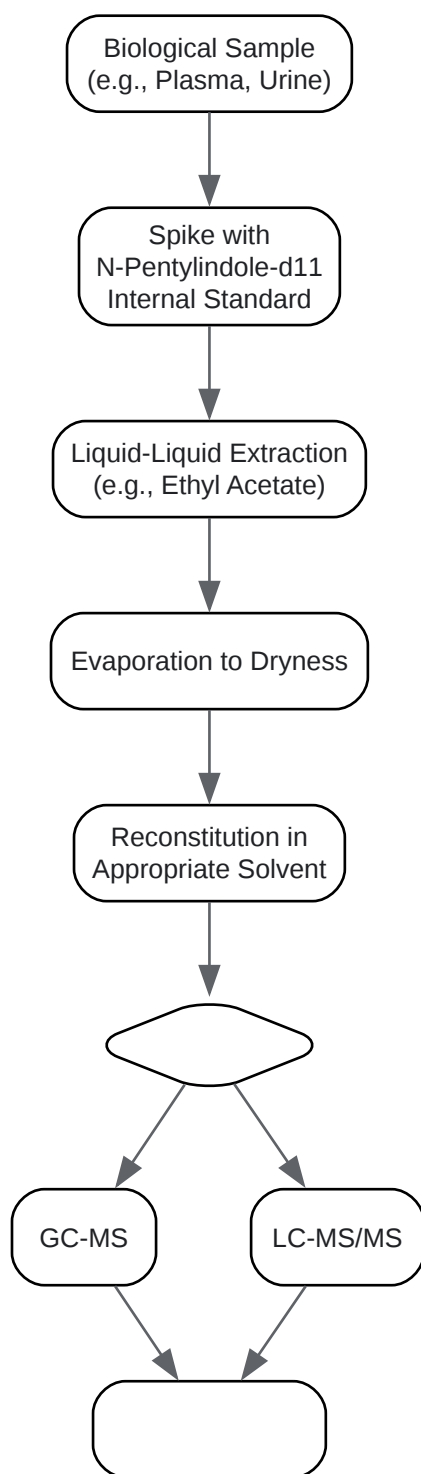 Biological Sample
(e.g., Plasma, Urine)
Spike with
N-Pentylindole-d11
Internal Standard
Liquid-Liquid Extraction
(e.g., Ethyl Acetate)
Evaporation to Dryness
Reconstitution in
Appropriate Solvent
GC-MS
LC-MS/MS